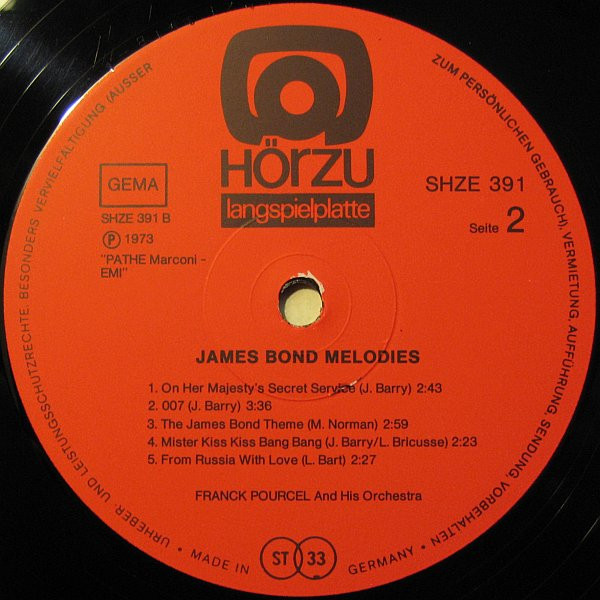 HÖRZU
langspielplatte
GEMA
SHZE 391 B
Ⓟ 1973
"PATHE Marconi -
EMI"
SHZE 391
Seite 2
JAMES BOND MELODIES
1. On Her Majesty's Secret Service (J. Barry) 2:43
2. 007 (J. Barry) 3:36
3. The James Bond Theme (M. Norman) 2:59
4. Mister Kiss Kiss Bang Bang (J. Barry/L. Bricusse) 2:23
5. From Russia With Love (L. Bart) 2:27
FRANCK POURCEL And His Orchestra
ST 33
URHEBER UND LEISTUNGSSCHUTZRECHTE, BESONDERS VERVIELFÄLTIGUNG (AUSSER ZUM PERSÖNLICHEN GEBRAUCH), VERMIETUNG, AUFFÜHRUNG, SENDUNG, VORBEHALTEN
• MADE IN GERMANY •